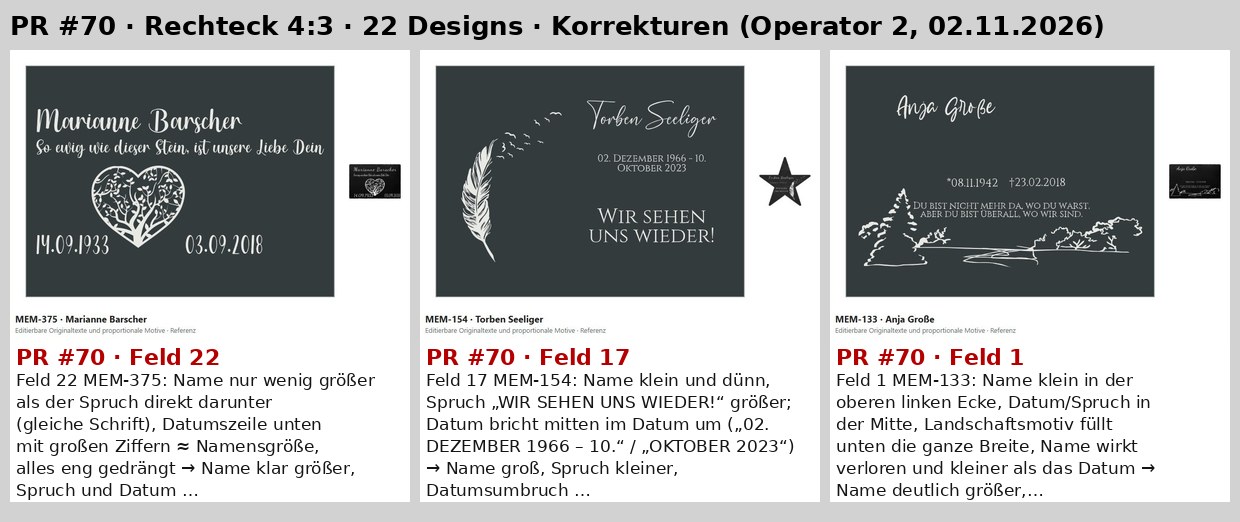 PR #70 · Rechteck 4:3 · 22 Designs · Korrekturen (Operator 2, 02.11.2026)
Marianne Barscher
So ewig wie dieser Stein, ist unsere Liebe Dein
14.09.1933
03.09.2018
MEM-375 · Marianne Barscher
Editierbare Originaltexte und proportionale Motive · Referenz
PR #70 · Feld 22
Feld 22 MEM-375: Name nur wenig größer
als der Spruch direkt darunter
(gleiche Schrift), Datumszeile unten
mit großen Ziffern ≈ Namensgröße,
alles eng gedrängt → Name klar größer,
Spruch und Datum …
Torben Seeliger
02. Dezember 1966 - 10.
Oktober 2023
Wir sehen
uns wieder!
MEM-154 · Torben Seeliger
Editierbare Originaltexte und proportionale Motive · Referenz
PR #70 · Feld 17
Feld 17 MEM-154: Name klein und dünn,
Spruch „WIR SEHEN UNS WIEDER!“ größer;
Datum bricht mitten im Datum um („02.
DEZEMBER 1966 – 10.“ / „OKTOBER 2023“)
→ Name groß, Spruch kleiner,
Datumsumbruch …
Anja Große
*08.11.1942 †23.02.2018
Du bist nicht mehr da, wo du warst,
aber du bist überall, wo wir sind.
MEM-133 · Anja Große
Editierbare Originaltexte und proportionale Motive · Referenz
PR #70 · Feld 1
Feld 1 MEM-133: Name klein in der
oberen linken Ecke, Datum/Spruch in
der Mitte, Landschaftsmotiv füllt
unten die ganze Breite, Name wirkt
verloren und kleiner als das Datum →
Name deutlich größer,…